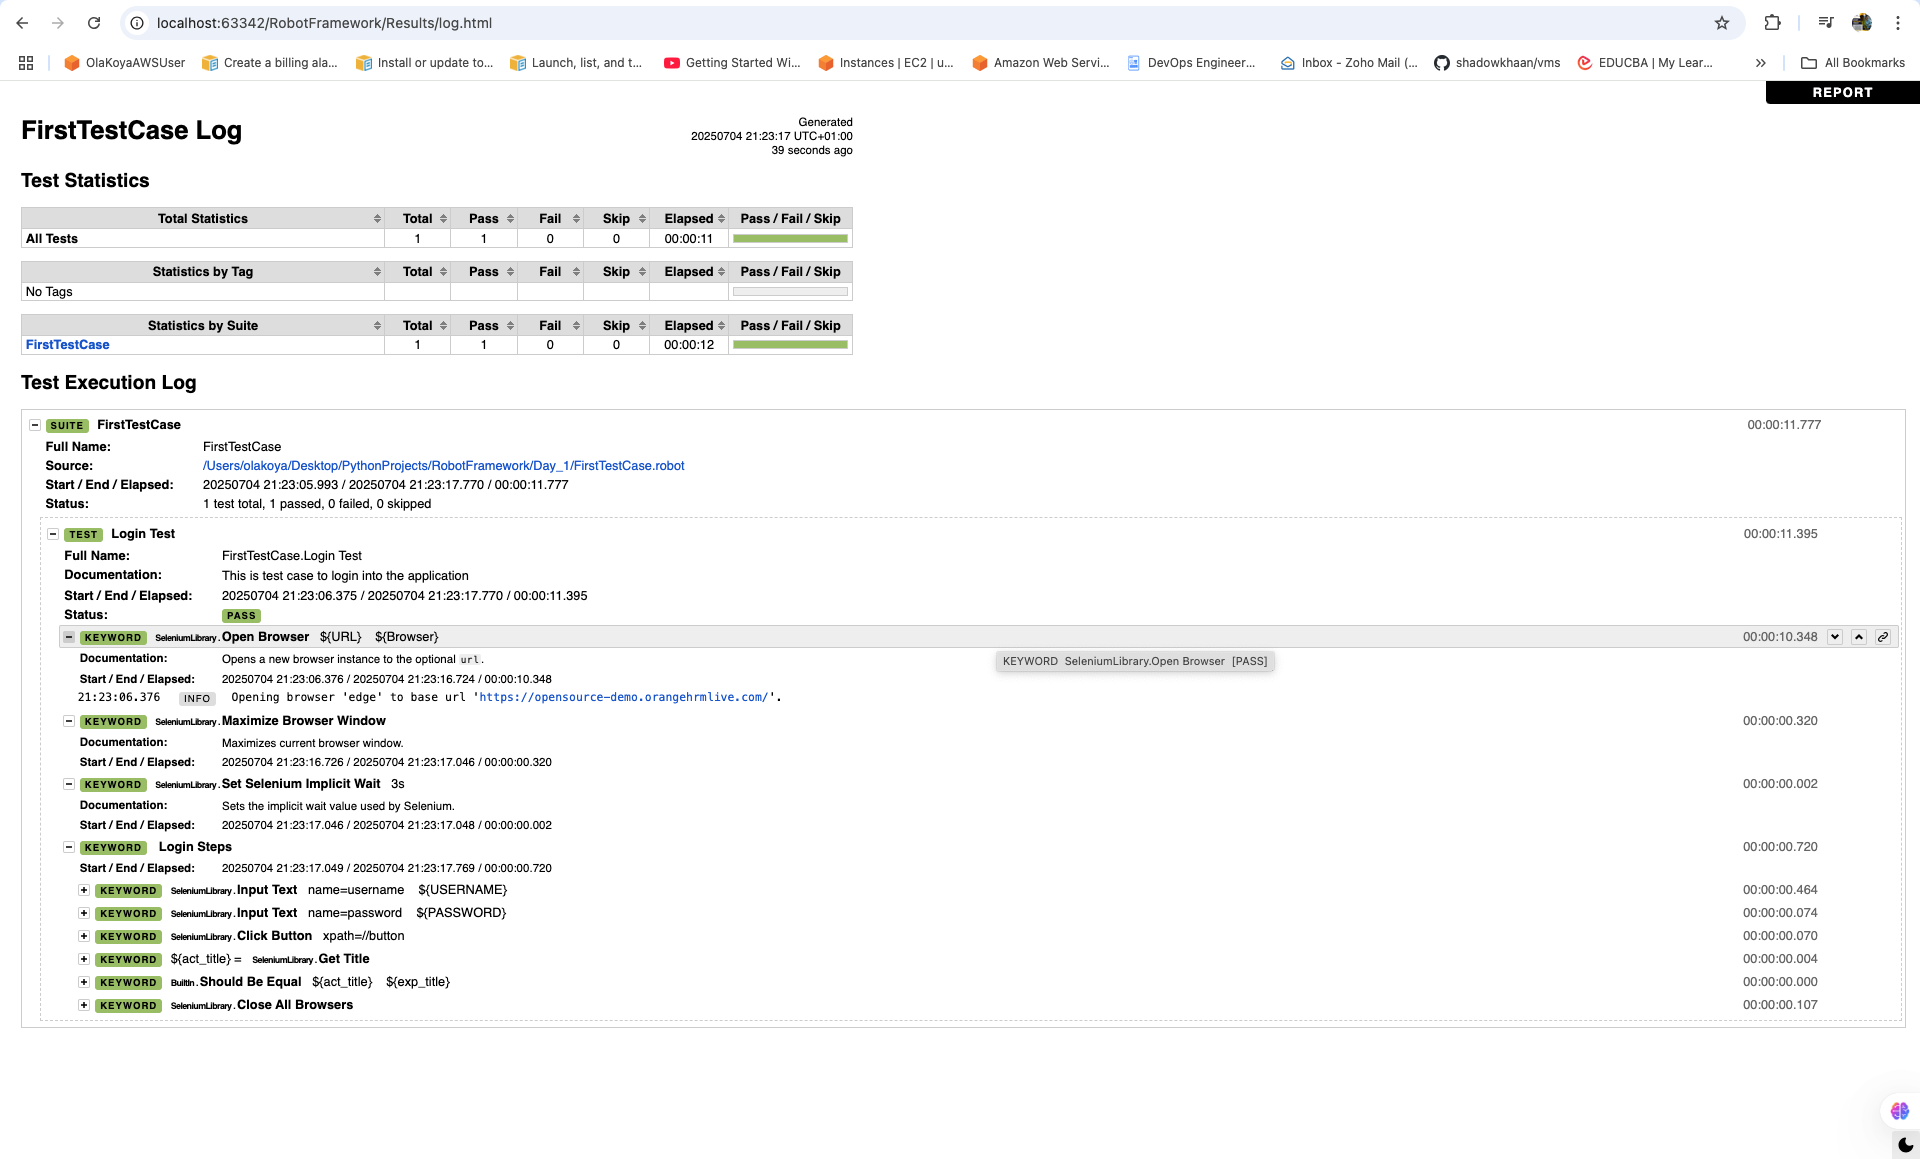 localhost:63342/RobotFramework/Results/log.html
OlaKoyaAWSUser Create a billing ala... Install or update to... Launch, list, and t... Getting Started Wi... Instances | EC2 | u... Amazon Web Servi... DevOps Engineer... Inbox - Zoho Mail (... shadowkhaan/vms EDUCBA | My Lear... » All Bookmarks
REPORT
FirstTestCase Log
Generated
20250704 21:23:17 UTC+01:00
39 seconds ago
Test Statistics
Total Statistics Total Pass Fail Skip Elapsed Pass / Fail / Skip
All Tests 1 1 0 0 00:00:11
Statistics by Tag Total Pass Fail Skip Elapsed Pass / Fail / Skip
No Tags
Statistics by Suite Total Pass Fail Skip Elapsed Pass / Fail / Skip
FirstTestCase 1 1 0 0 00:00:12
Test Execution Log
SUITE FirstTestCase 00:00:11.777
Full Name: FirstTestCase
Source: /Users/olakoya/Desktop/PythonProjects/RobotFramework/Day_1/FirstTestCase.robot
Start / End / Elapsed: 20250704 21:23:05.993 / 20250704 21:23:17.770 / 00:00:11.777
Status: 1 test total, 1 passed, 0 failed, 0 skipped
TEST Login Test 00:00:11.395
Full Name: FirstTestCase.Login Test
Documentation: This is test case to login into the application
Start / End / Elapsed: 20250704 21:23:06.375 / 20250704 21:23:17.770 / 00:00:11.395
Status: PASS
KEYWORD SeleniumLibrary.Open Browser ${URL} ${Browser} 00:00:10.348
Documentation: Opens a new browser instance to the optional url.
KEYWORD SeleniumLibrary.Open Browser [PASS]
Start / End / Elapsed: 20250704 21:23:06.376 / 20250704 21:23:16.724 / 00:00:10.348
21:23:06.376 INFO Opening browser 'edge' to base url 'https://opensource-demo.orangehrmlive.com/'.
KEYWORD SeleniumLibrary.Maximize Browser Window 00:00:00.320
Documentation: Maximizes current browser window.
Start / End / Elapsed: 20250704 21:23:16.726 / 20250704 21:23:17.046 / 00:00:00.320
KEYWORD SeleniumLibrary.Set Selenium Implicit Wait 3s 00:00:00.002
Documentation: Sets the implicit wait value used by Selenium.
Start / End / Elapsed: 20250704 21:23:17.046 / 20250704 21:23:17.048 / 00:00:00.002
KEYWORD Login Steps 00:00:00.720
Start / End / Elapsed: 20250704 21:23:17.049 / 20250704 21:23:17.769 / 00:00:00.720
KEYWORD SeleniumLibrary.Input Text name=username ${USERNAME} 00:00:00.464
KEYWORD SeleniumLibrary.Input Text name=password ${PASSWORD} 00:00:00.074
KEYWORD SeleniumLibrary.Click Button xpath=//button 00:00:00.070
KEYWORD ${act_title} = SeleniumLibrary.Get Title 00:00:00.004
KEYWORD BuiltIn.Should Be Equal ${act_title} ${exp_title} 00:00:00.000
KEYWORD SeleniumLibrary.Close All Browsers 00:00:00.107